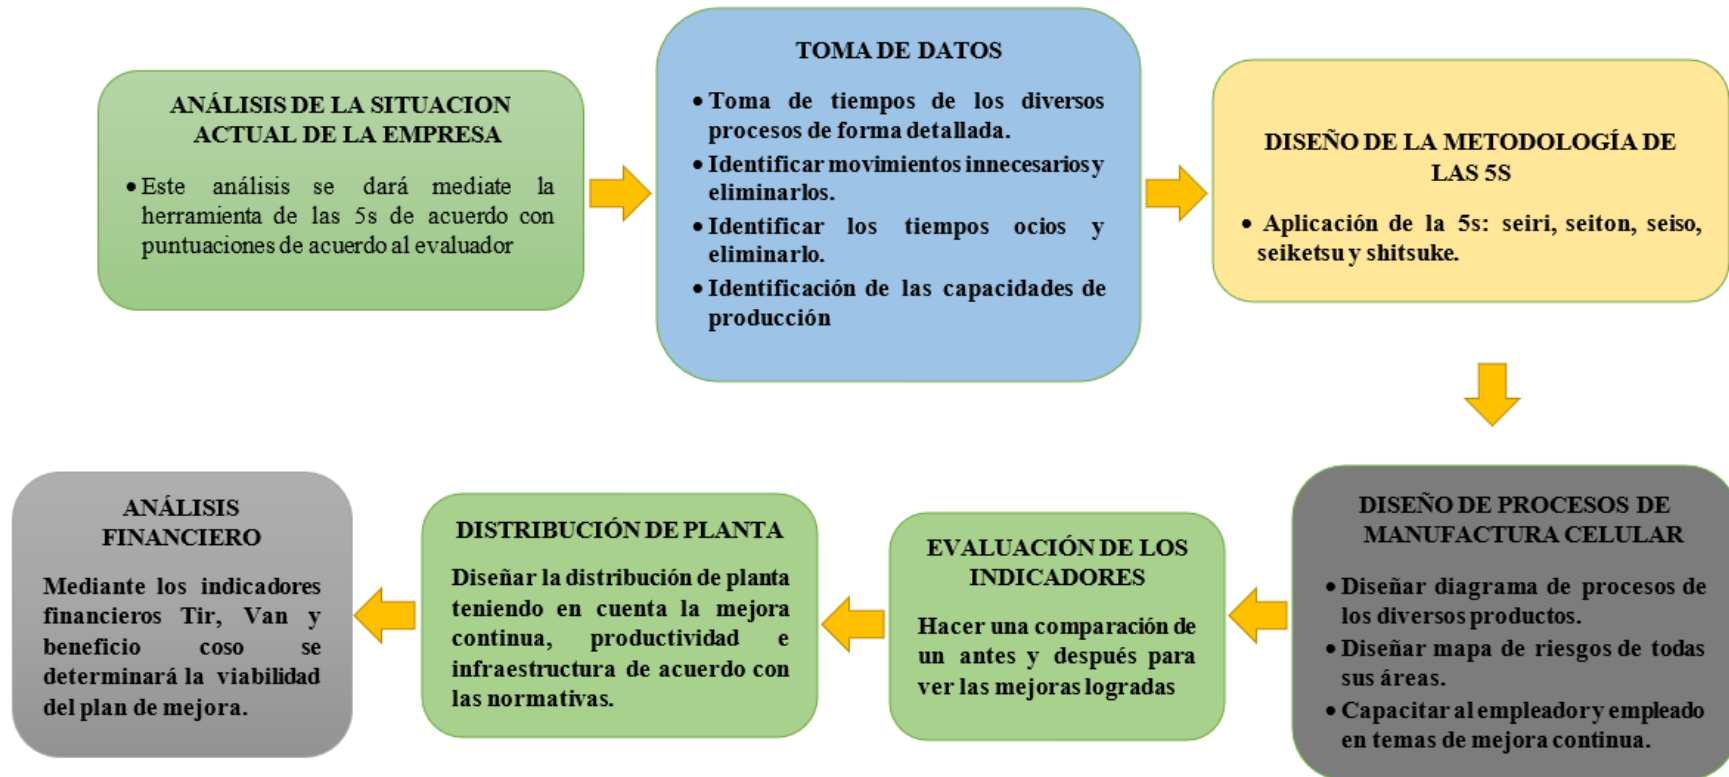 ANÁLISIS DE LA SITUACION
ACTUAL DE LA EMPRESA
• Este análisis se dará mediate la
herramienta de las 5s de acuerdo con
puntuaciones de acuerdo al evaluador
TOMA DE DATOS
• Toma de tiempos de los diversos
procesos de forma detallada.
• Identificar movimientos innecesarios y
eliminarlos.
• Identificar los tiempos ocios y
eliminarlo.
• Identificación de las capacidades de
producción
DISEÑO DE LA METODOLOGÍA DE
LAS 5S
• Aplicación de la 5s: seiri, seiton, seiso,
seiketsu y shitsuke.
DISEÑO DE PROCESOS DE
MANUFACTURA CELULAR
• Diseñar diagrama de procesos de
los diversos productos.
• Diseñar mapa de riesgos de todas
sus áreas.
• Capacitar al empleador y empleado
en temas de mejora continua.
EVALUACIÓN DE LOS
INDICADORES
Hacer una comparación de
un antes y después para
ver las mejoras logradas
DISTRIBUCIÓN DE PLANTA
Diseñar la distribución de planta
teniendo en cuenta la mejora
continua, productividad e
infraestructura de acuerdo con
las normativas.
ANÁLISIS
FINANCIERO
Mediante los indicadores
financieros Tir, Van y
beneficio coso se
determinará la viabilidad
del plan de mejora.